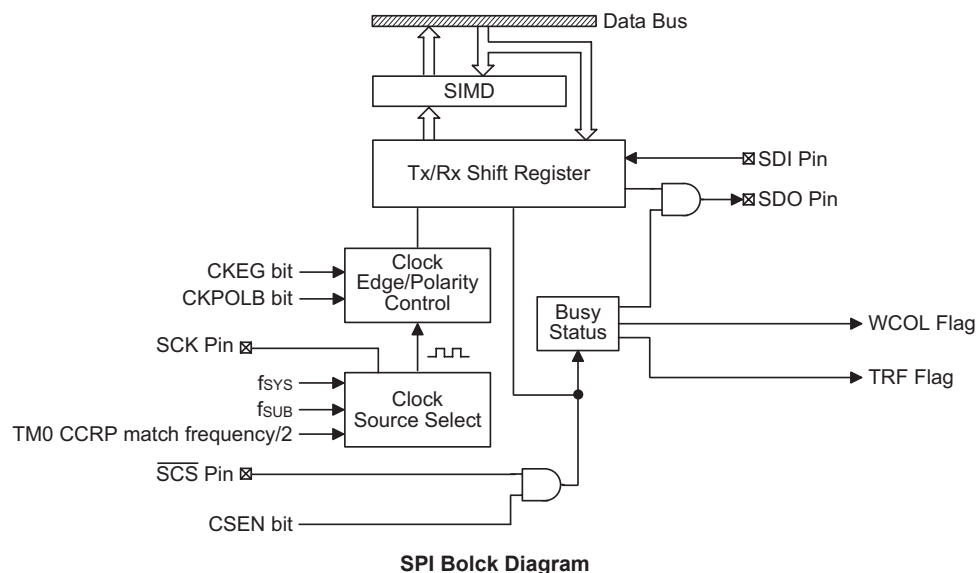 Data Bus
SIMD
Tx/Rx Shift Register
SDI Pin
SDO Pin
CKEG bit
CKPOLB bit
Clock
Edge/Polarity
Control
Busy
Status
WCOL Flag
TRF Flag
SCK Pin
fSYS
fSUB
TM0 CCRP match frequency/2
Clock
Source Select
SCS Pin
CSEN bit
SPI Bolck Diagram